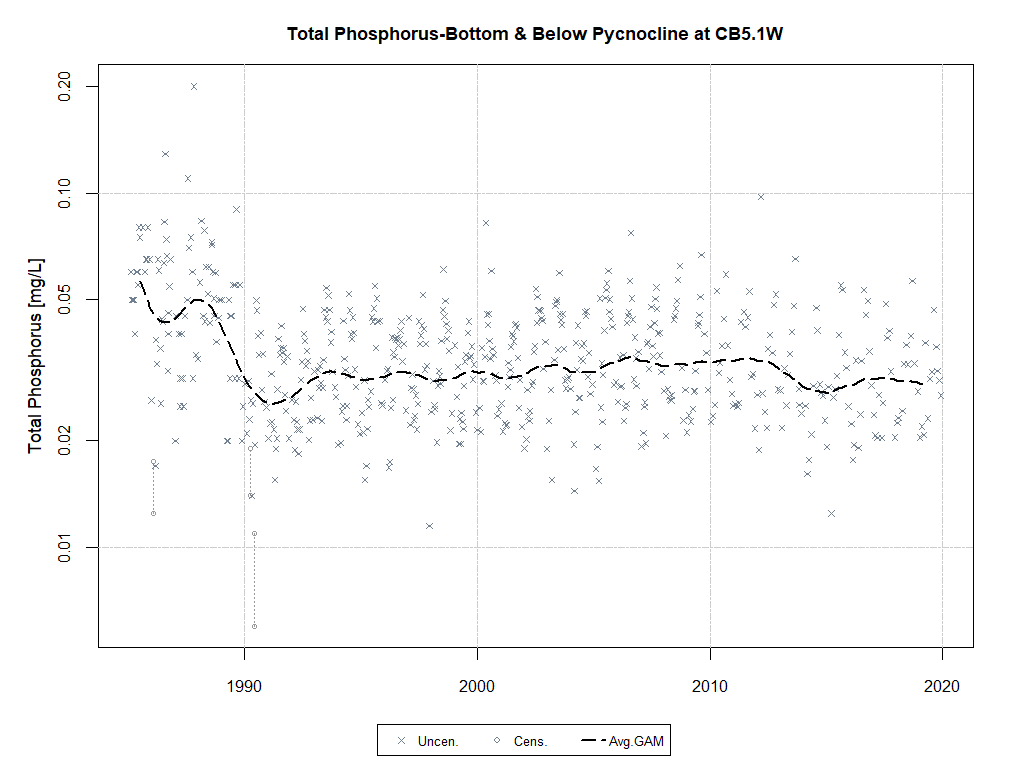 Total Phosphorus-Bottom & Below Pycnocline at CB5.1W
Total Phosphorus [mg/L]
0.20
0.10
0.05
0.02
0.01
1990 2000 2010 2020
Uncen. Cens. Avg.GAM